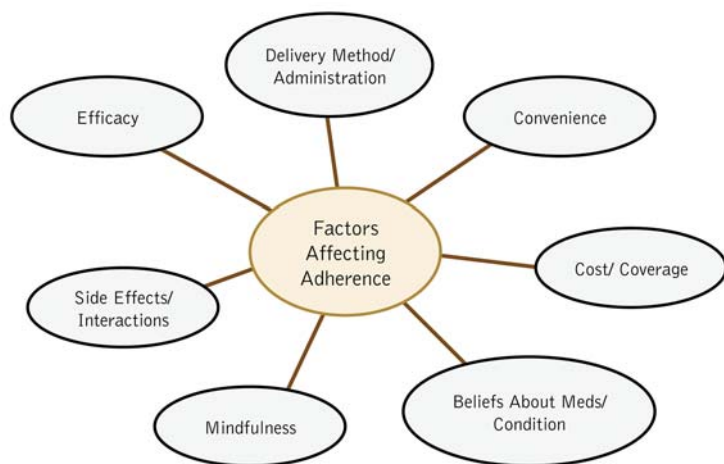 Delivery Method/
Administration
Efficacy
Convenience
Factors
Affecting
Adherence
Cost/ Coverage
Side Effects/
Interactions
Beliefs About Meds/
Condition
Mindfulness